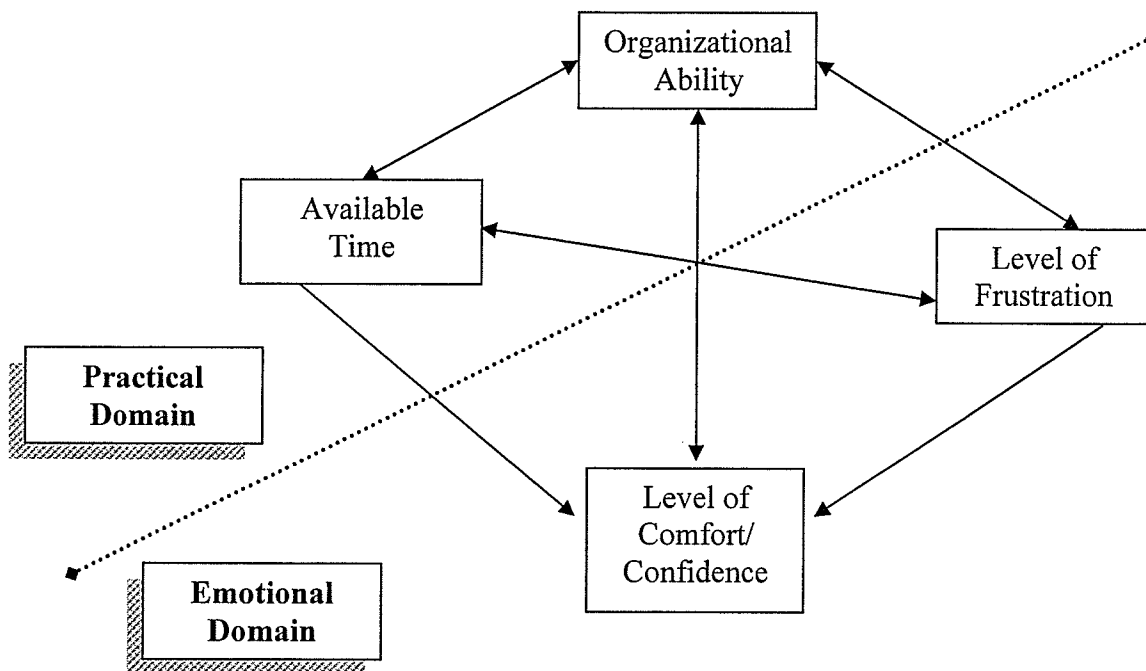 Organizational
Ability
Available
Time
Level of
Frustration
Practical
Domain
Level of
Comfort/
Confidence
Emotional
Domain